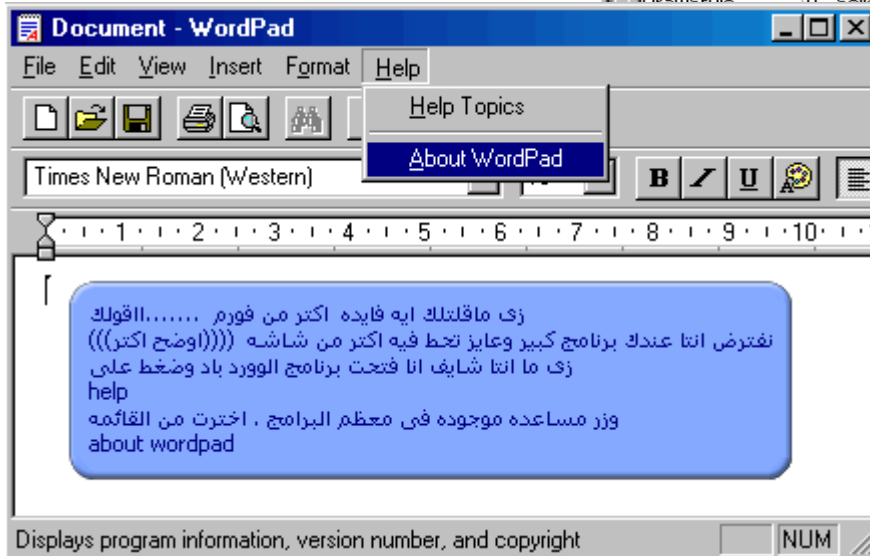 Document - WordPad
File Edit View Insert Format Help
Help Topics
About WordPad
Times New Roman (Western)
B I U
1 2 3 4 5 6 7 8 9 10
زى ماقلتلك ايه فايده اكتر من فورم .......اقولك
نفترض انتا عندك برنامج كبير وعايز تحط فيه اكتر من شاشه ((((اوضح اكتر)))
زى ما انتا شايف انا فتحت برنامج الوورد باد وضغط على
help
وزر مساعده موجوده فى معظم البرامج , اخترت من القائمه
about wordpad
Displays program information, version number, and copyright
NUM